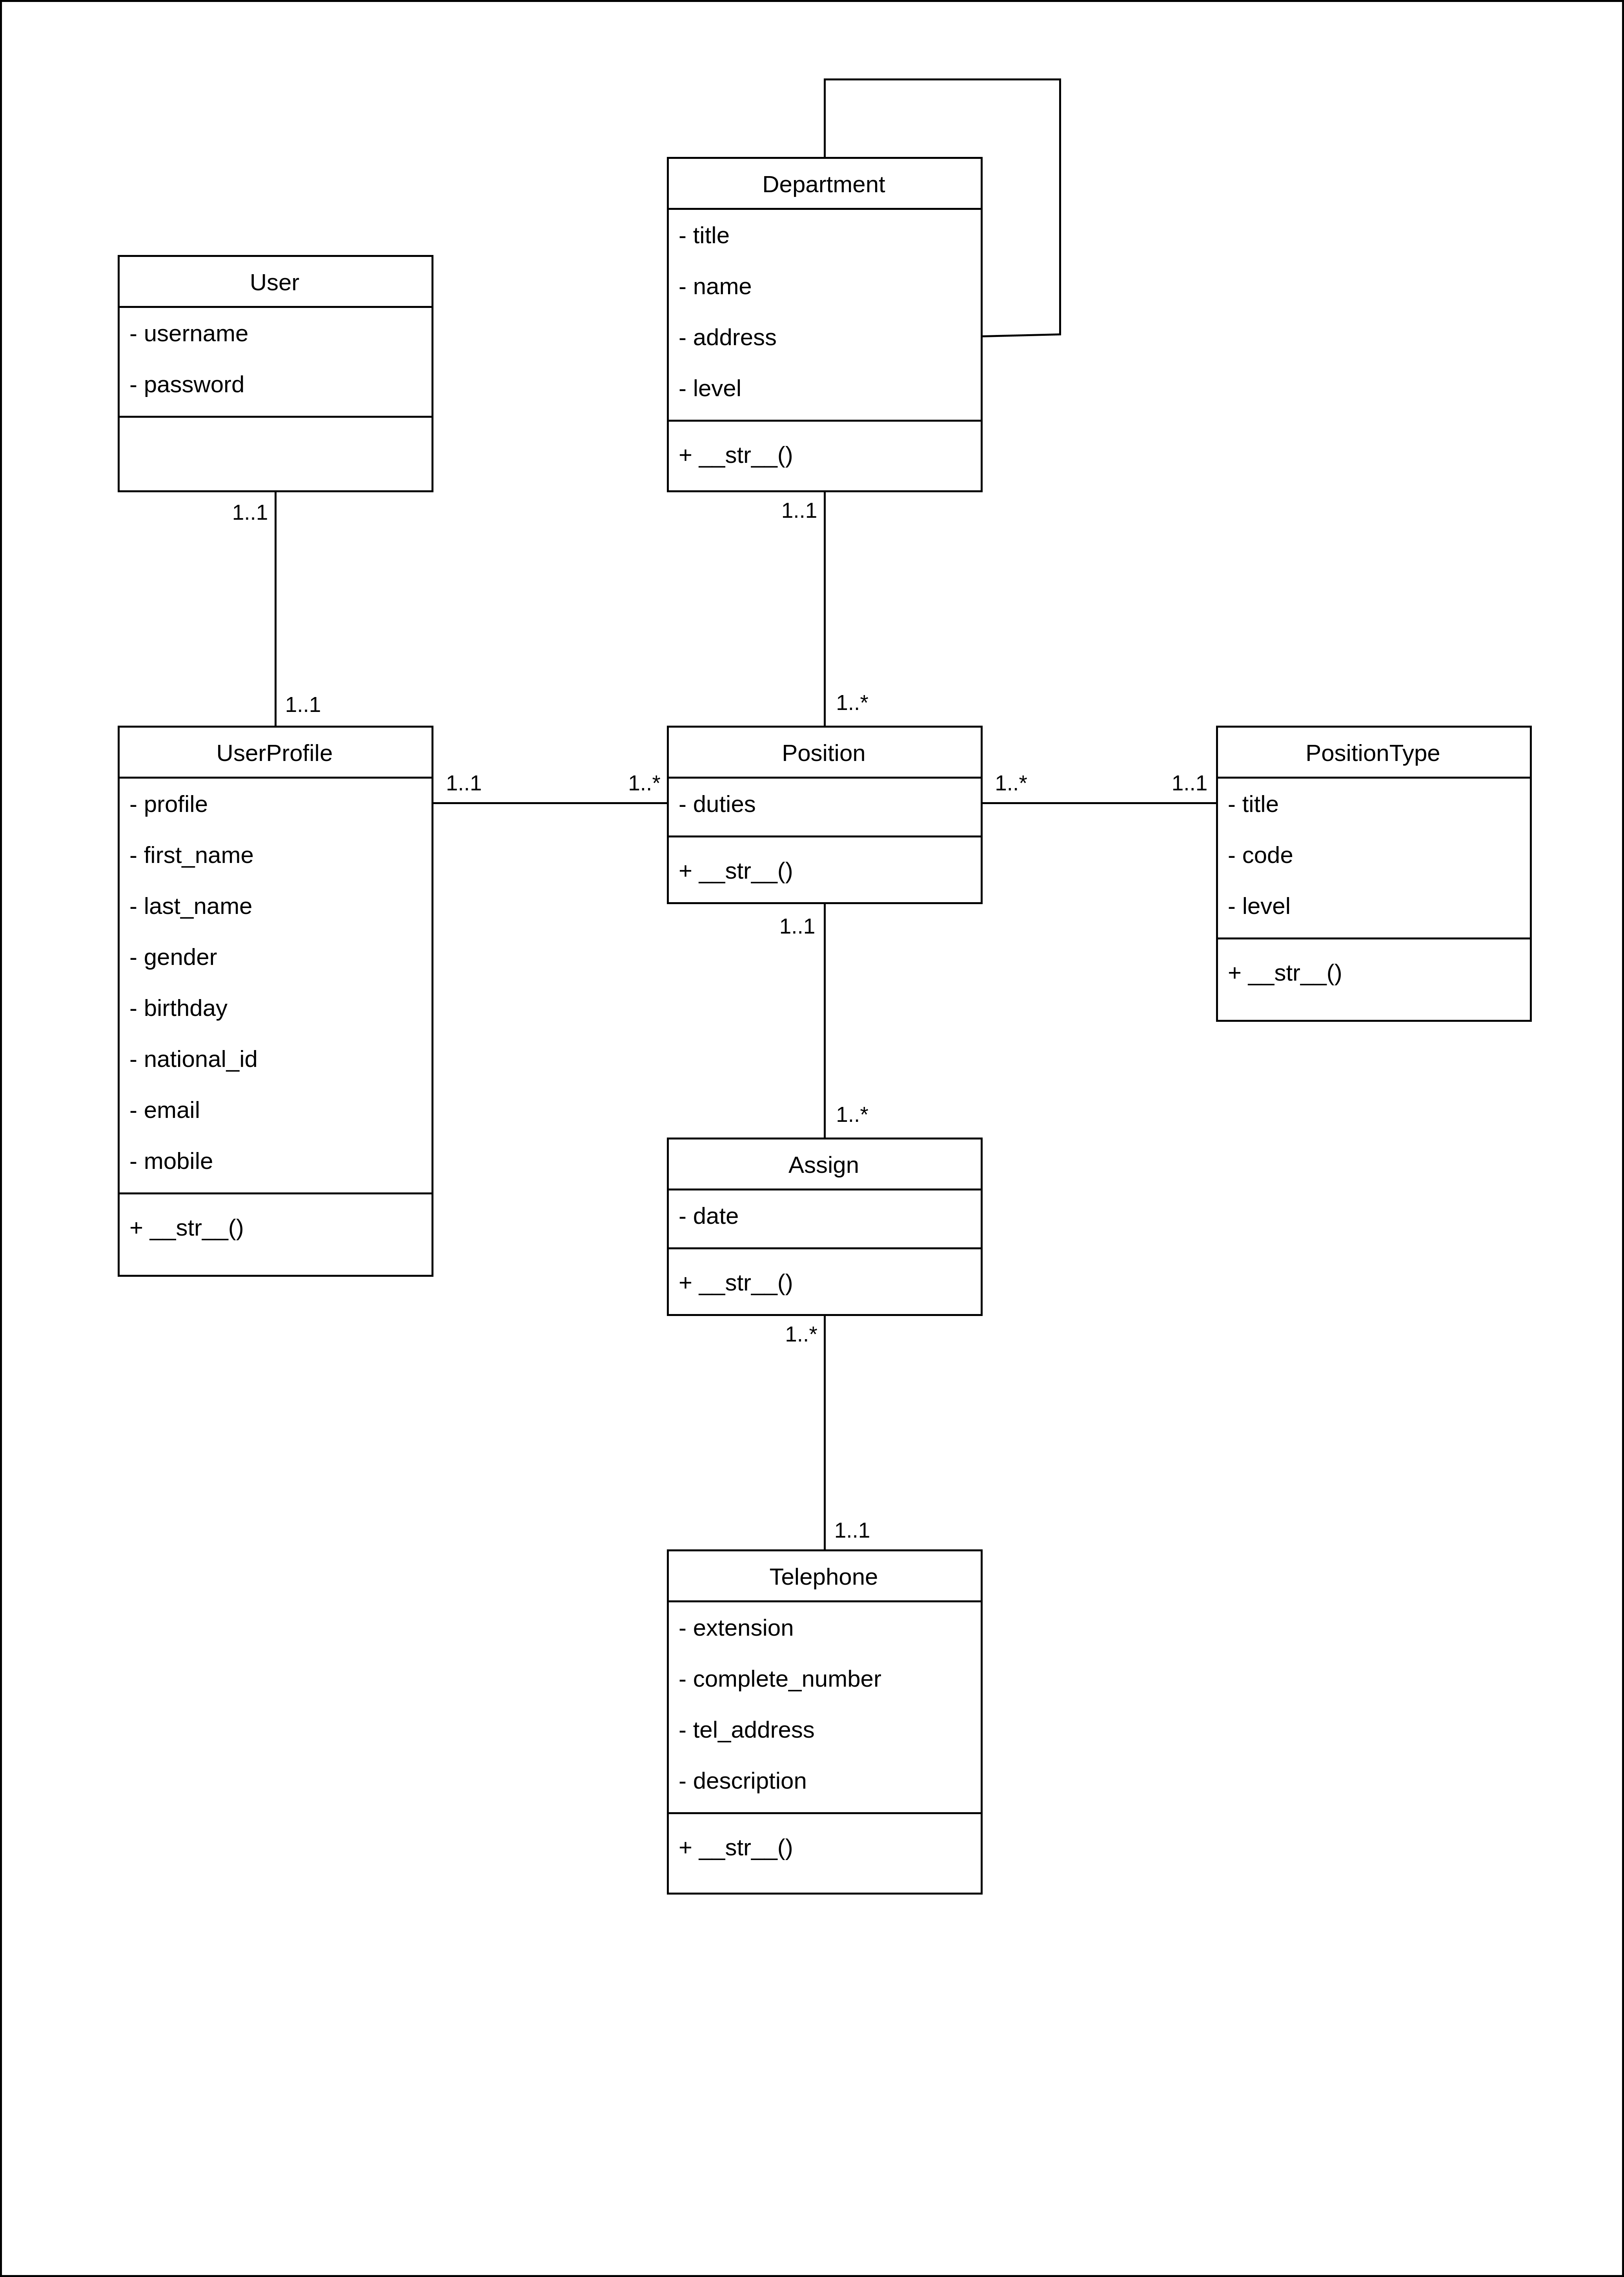 Department
- title
- name
- address
- level
+ __str__()
User
- username
- password
1..1
1..1
1..1
1..*
UserProfile
- profile
- first_name
- last_name
- gender
- birthday
- national_id
- email
- mobile
+ __str__()
1..1
1..*
Position
- duties
+ __str__()
1..*
1..1
PositionType
- title
- code
- level
+ __str__()
1..1
1..*
Assign
- date
+ __str__()
1..*
1..1
Telephone
- extension
- complete_number
- tel_address
- description
+ __str__()